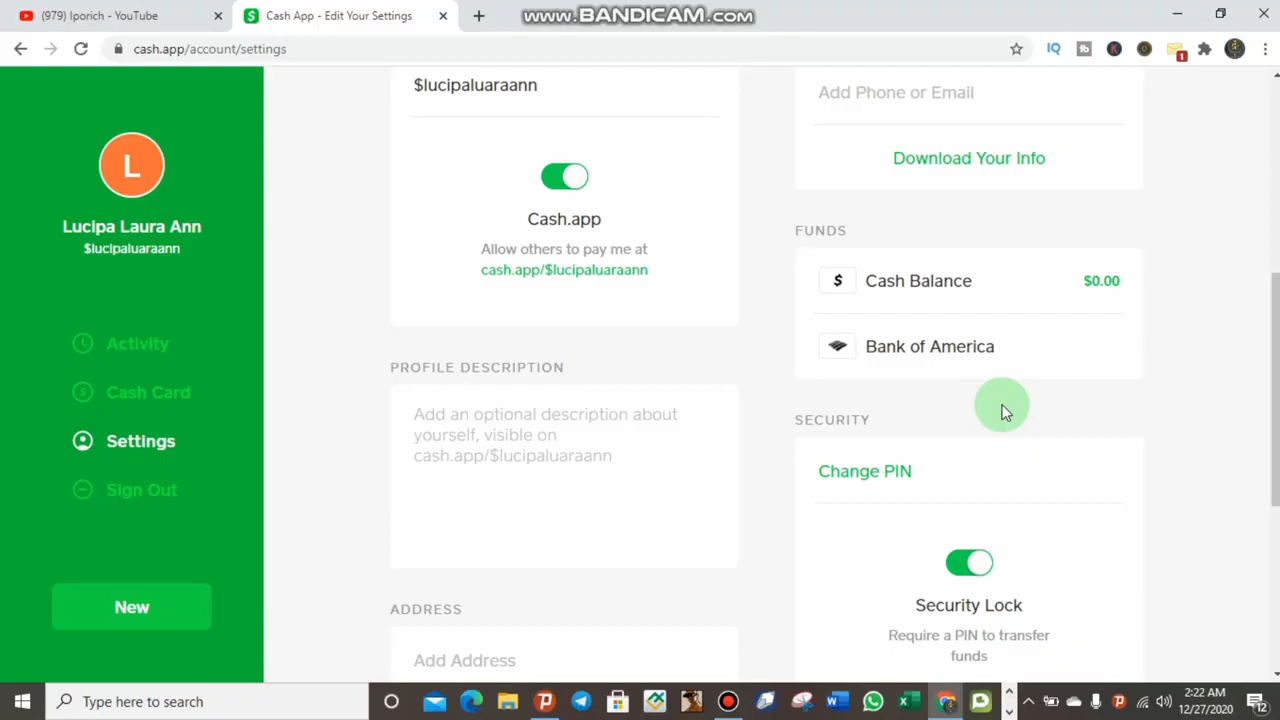 (979) Iporich - YouTube
Cash App - Edit Your Settings
www.BANDICAM.com
cash.app/account/settings
IQ
1
L
Lucipa Laura Ann
$lucipaluaraann
Activity
Cash Card
Settings
Sign Out
New
$lucipaluaraann
Cash.app
Allow others to pay me at
cash.app/$lucipaluaraann
PROFILE DESCRIPTION
Add an optional description about
yourself, visible on
cash.app/$lucipaluaraann
ADDRESS
Add Address
Add Phone or Email
Download Your Info
FUNDS
$ Cash Balance $0.00
Bank of America
SECURITY
Change PIN
Security Lock
Require a PIN to transfer
funds
Type here to search
2:22 AM
12/27/2020
12